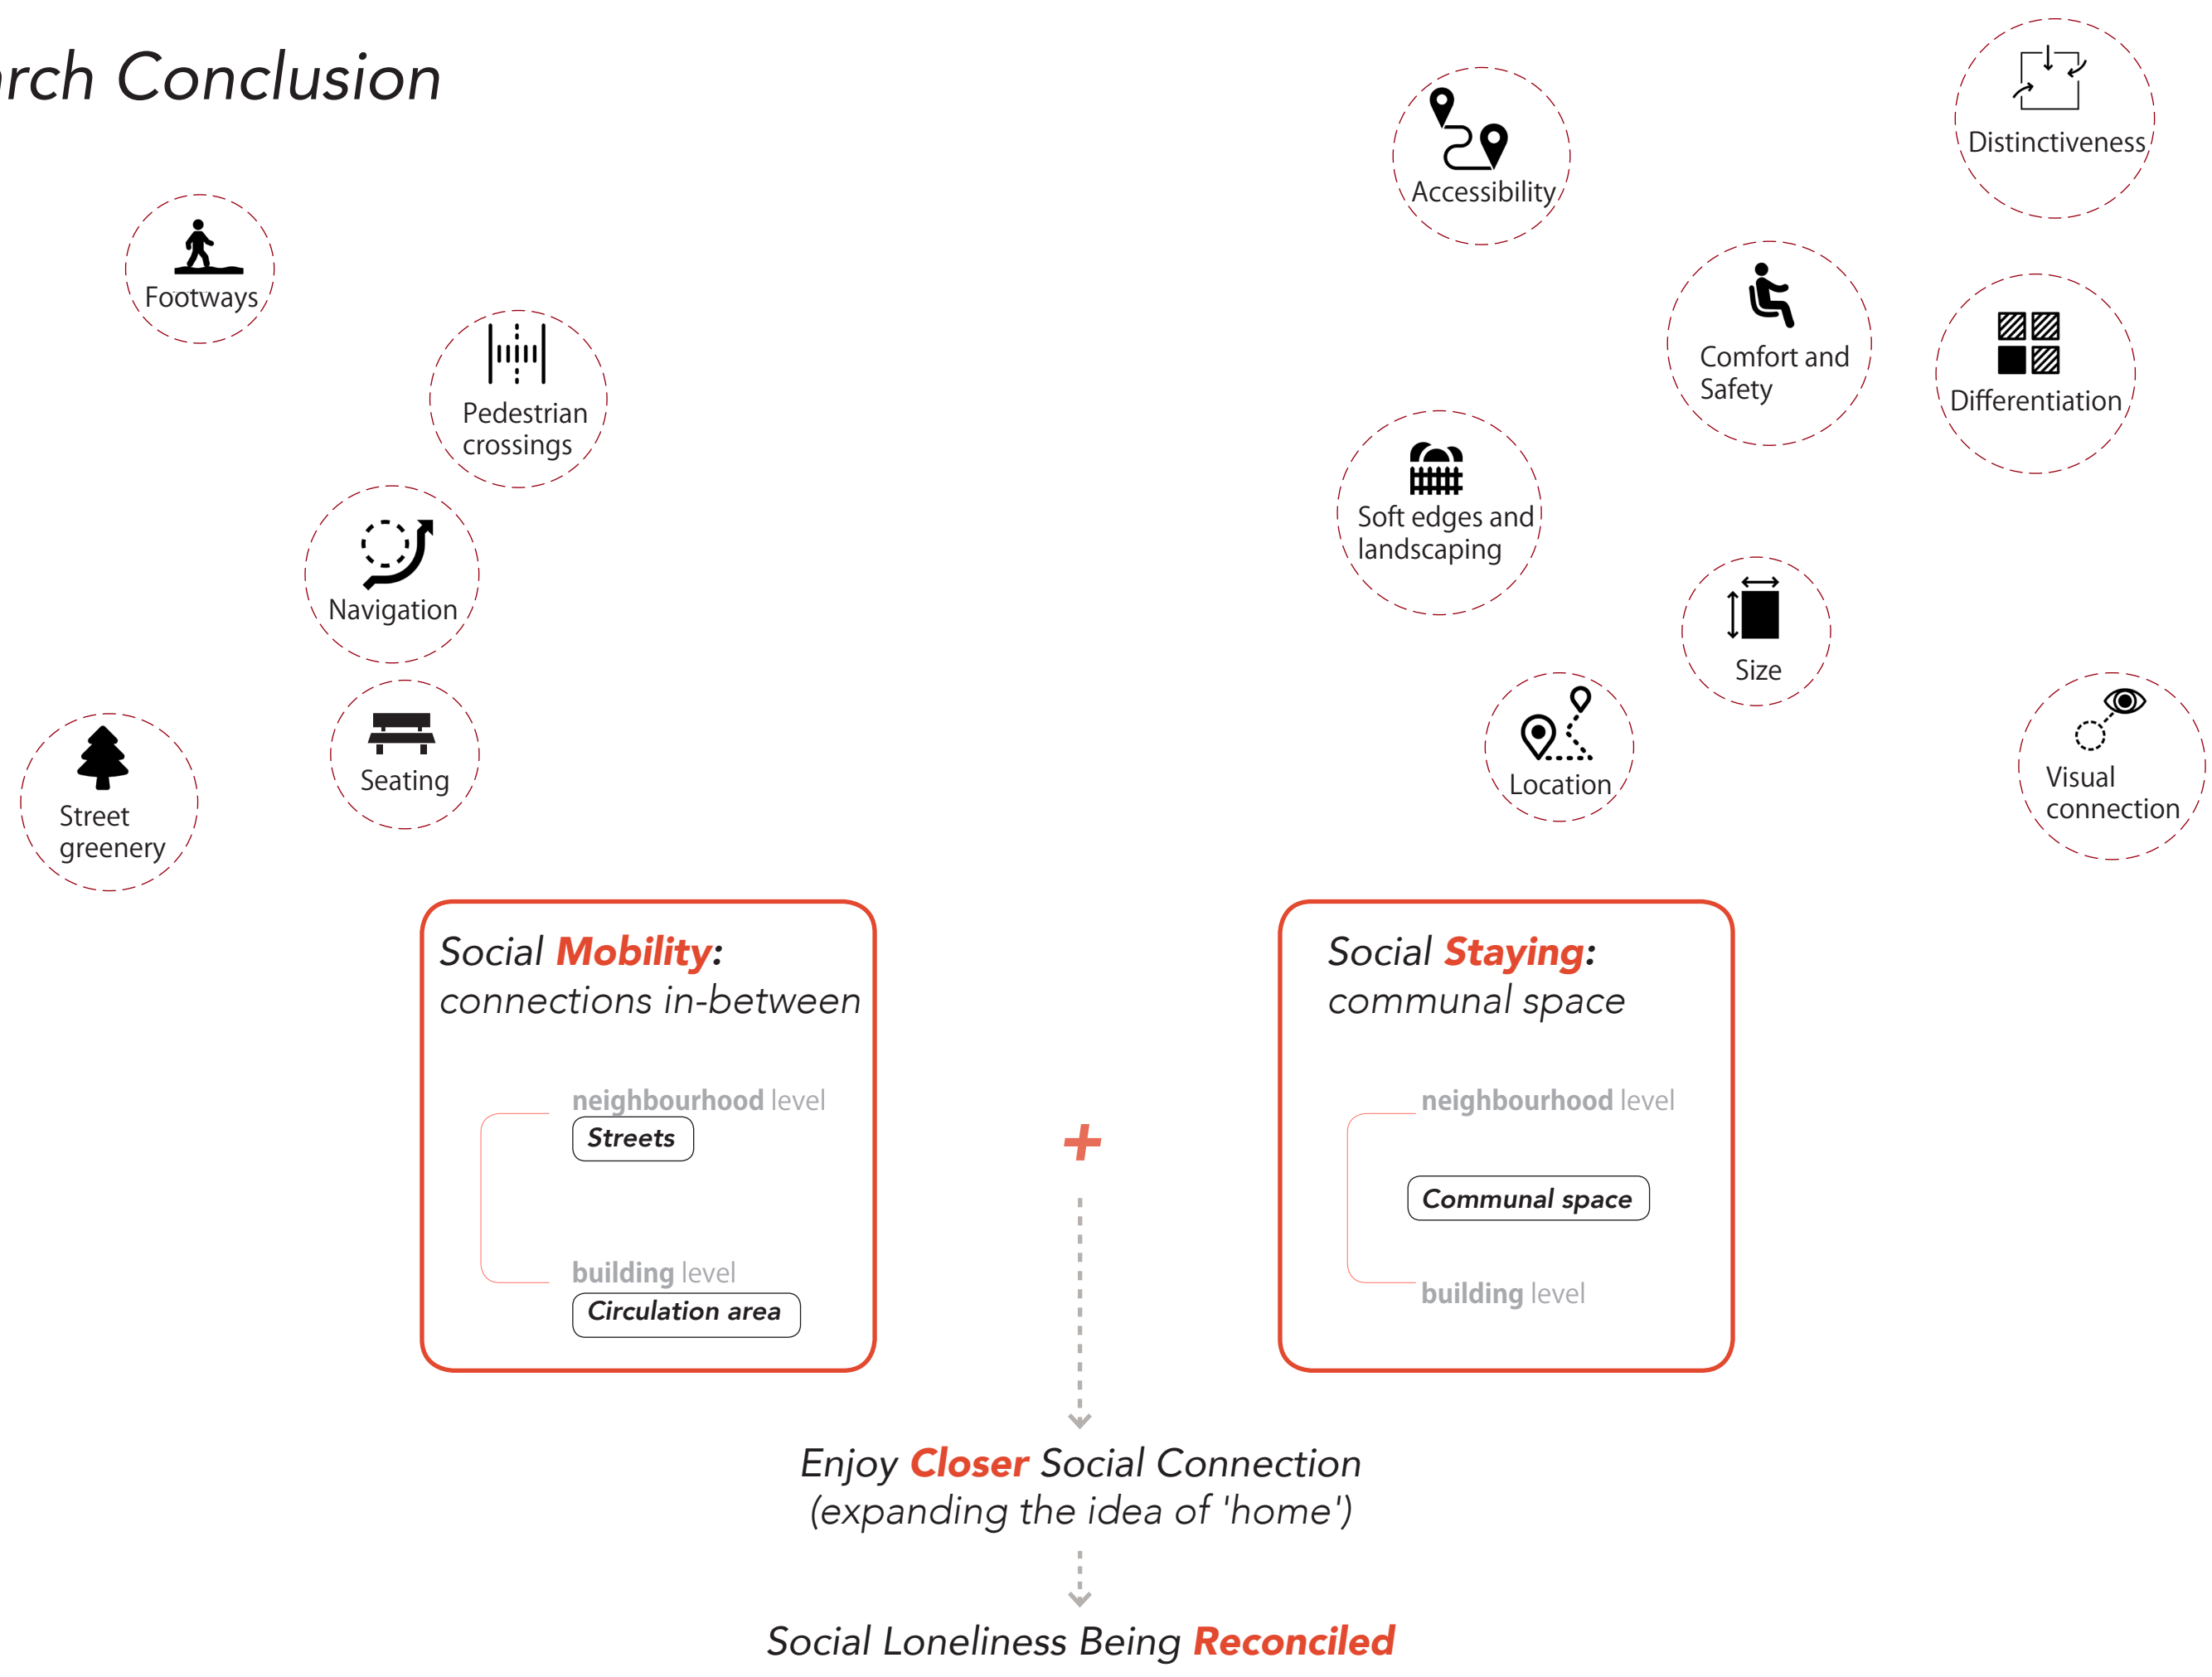 rch Conclusion
Footways
Pedestrian
crossings
Navigation
Seating
Street
greenery
Accessibility
Distinctiveness
Comfort and
Safety
Differentiation
Soft edges and
landscaping
Size
Location
Visual
connection
Social Mobility:
connections in-between
neighbourhood level
Streets
building level
Circulation area
+
Social Staying:
communal space
neighbourhood level
Communal space
building level
Enjoy Closer Social Connection
(expanding the idea of 'home')
Social Loneliness Being Reconciled